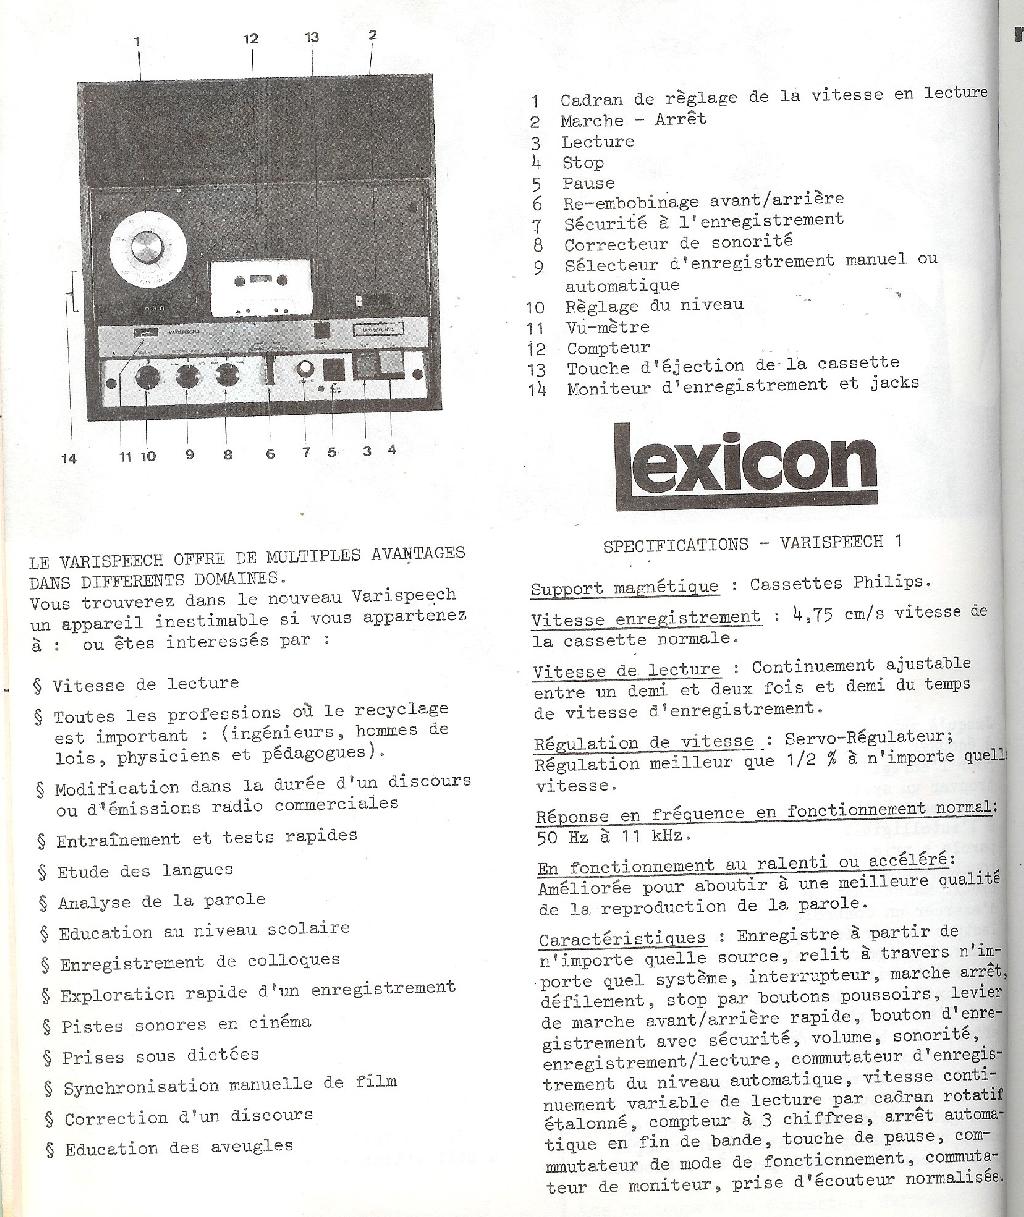 1 12 13 2
14 11 10 9 8 6 7 5 3 4
VARISPEECH
1 Cadran de règlage de la vitesse en lecture
2 Marche - Arrêt
3 Lecture
4 Stop
5 Pause
6 Re-embobinage avant/arrière
7 Sécurité à l'enregistrement
8 Correcteur de sonorité
9 Sélecteur d'enregistrement manuel ou
automatique
10 Règlage du niveau
11 Vu-mètre
12 Compteur
13 Touche d'éjection de la cassette
14 Moniteur d'enregistrement et jacks
Lexicon
LE VARISPEECH OFFRE DE MULTIPLES AVANTAGES
DANS DIFFERENTS DOMAINES.
Vous trouverez dans le nouveau Varispeech
un appareil inestimable si vous appartenez
à : ou êtes interessés par :
§ Vitesse de lecture
§ Toutes les professions où le recyclage
est important : (ingénieurs, hommes de
lois, physiciens et pédagogues).
§ Modification dans la durée d'un discours
ou d'émissions radio commerciales
§ Entraînement et tests rapides
§ Etude des langues
§ Analyse de la parole
§ Education au niveau scolaire
§ Enregistrement de colloques
§ Exploration rapide d'un enregistrement
§ Pistes sonores en cinéma
§ Prises sous dictées
§ Synchronisation manuelle de film
§ Correction d'un discours
§ Education des aveugles
SPECIFICATIONS - VARISPEECH 1
Support magnétique : Cassettes Philips.
Vitesse enregistrement : 4,75 cm/s vitesse de
la cassette normale.
Vitesse de lecture : Continuement ajustable
entre un demi et deux fois et demi du temps
de vitesse d'enregistrement.
Régulation de vitesse : Servo-Régulateur;
Régulation meilleur que 1/2 % à n'importe quell
vitesse.
Réponse en fréquence en fonctionnement normal:
50 Hz à 11 kHz.
En fonctionnement au ralenti ou accéléré:
Améliorée pour aboutir à une meilleure qualité
de la reproduction de la parole.
Caractéristiques : Enregistre à partir de
n'importe quelle source, relit à travers n'im-
porte quel système, interrupteur, marche arrêt,
défilement, stop par boutons poussoirs, levier
de marche avant/arrière rapide, bouton d'enre-
gistrement avec sécurité, volume, sonorité,
enregistrement/lecture, commutateur d'enregis-
trement du niveau automatique, vitesse conti-
nuement variable de lecture par cadran rotatif
étalonné, compteur à 3 chiffres, arrêt automa-
tique en fin de bande, touche de pause, com-
mmutateur de mode de fonctionnement, commuta-
teur de moniteur, prise d'écouteur normalisée.